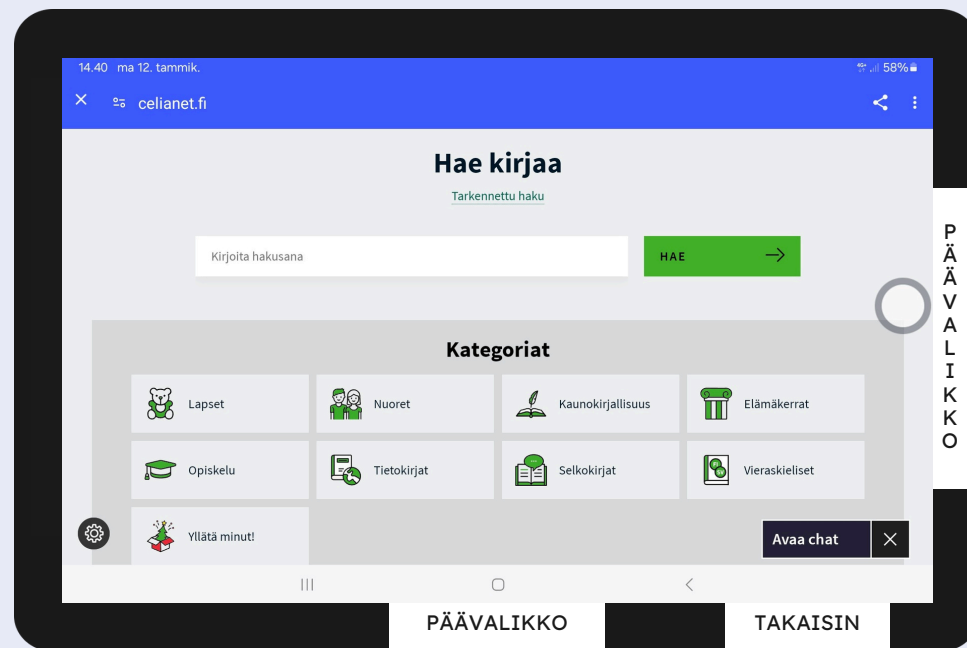 14.40 ma 12. tammik.
58%
celianet.fi
Hae kirjaa
Tarkennettu haku
Kirjoita hakusana
HAE
Kategoriat
Lapset
Nuoret
Kaunokirjallisuus
Elämäkerrat
Opiskelu
Tietokirjat
Selkokirjat
Vieraskieliset
Yllätä minut!
Avaa chat
PÄÄVALIKKO
PÄÄVALIKKO
TAKAISIN